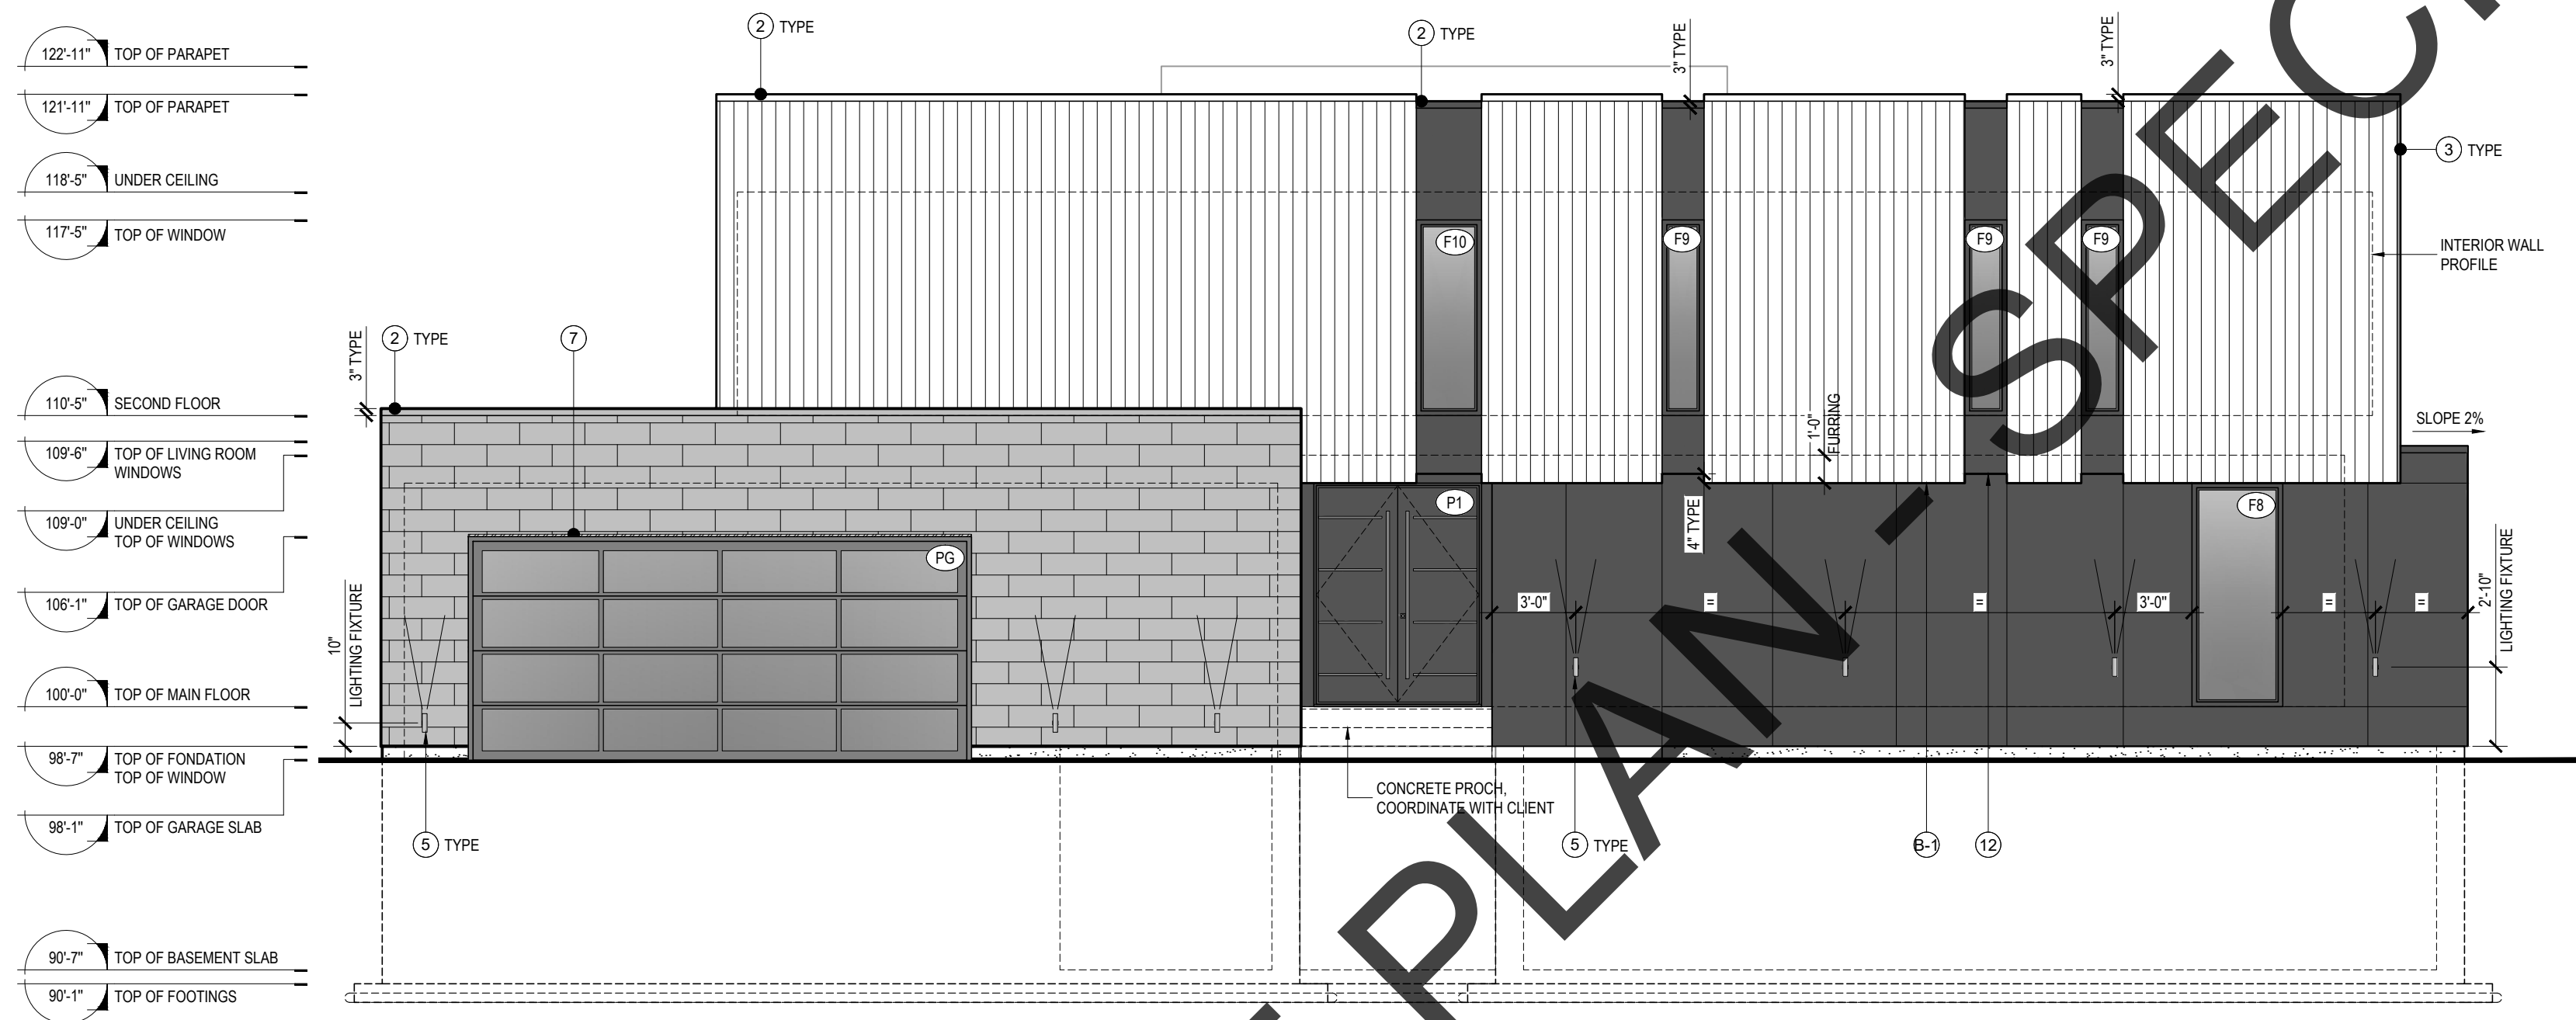 122'-11" TOP OF PARAPET
121'-11" TOP OF PARAPET
118'-5" UNDER CEILING
117'-5" TOP OF WINDOW
110'-5" SECOND FLOOR
109'-6" TOP OF LIVING ROOM
WINDOWS
109'-0" UNDER CEILING
TOP OF WINDOWS
106'-1" TOP OF GARAGE DOOR
100'-0" TOP OF MAIN FLOOR
98'-7" TOP OF FONDATION
TOP OF WINDOW
98'-1" TOP OF GARAGE SLAB
90'-7" TOP OF BASEMENT SLAB
90'-1" TOP OF FOOTINGS
2 TYPE
2 TYPE
3" TYPE
3" TYPE
3 TYPE
F10
F9
F9
F9
INTERIOR WALL
PROFILE
3" TYPE
2 TYPE
7
1'-0"
FURRING
SLOPE 2%
P1
F8
PG
4" TYPE
3'-0"
=
=
3'-0"
=
=
10"
LIGHTING FIXTURE
2'-10"
LIGHTING FIXTURE
CONCRETE PROCH,
COORDINATE WITH CLIENT
5 TYPE
5 TYPE
B-1
12
PLAN - SPEC